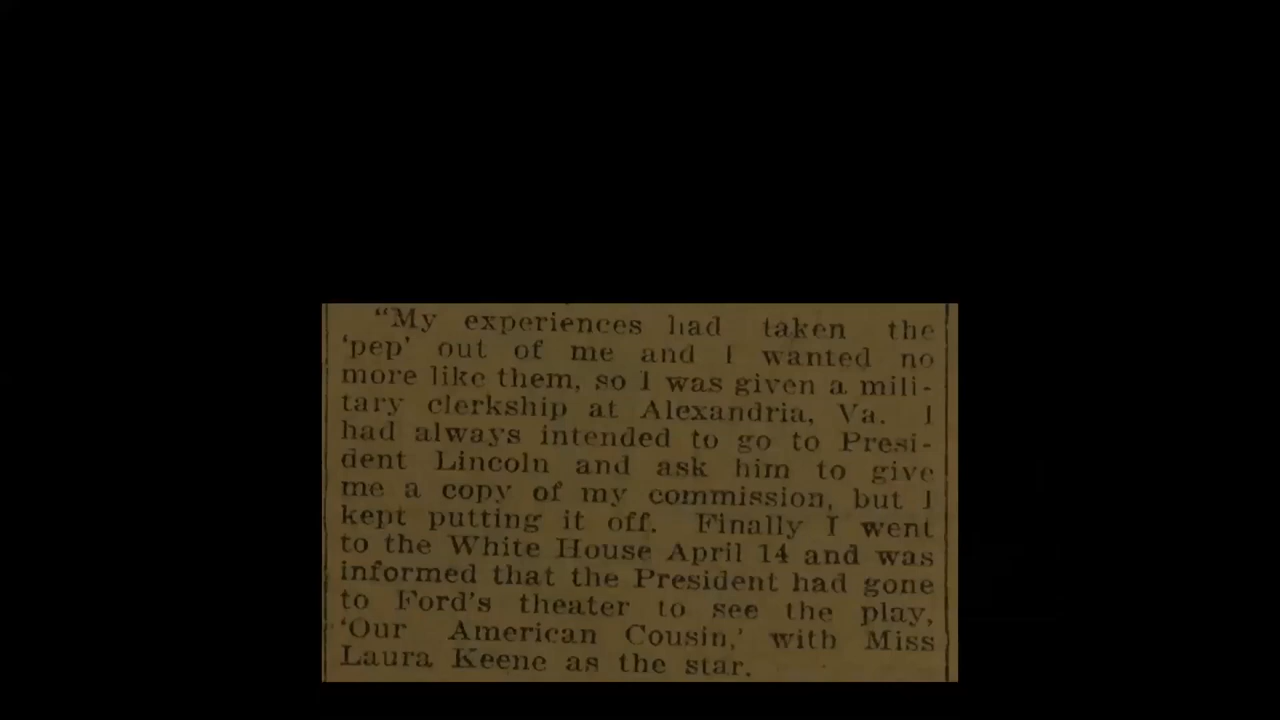 “My experiences had taken the
‘pep’ out of me and I wanted no
more like them, so I was given a mili-
tary clerkship at Alexandria, Va. I
had always intended to go to Presi-
dent Lincoln and ask him to give
me a copy of my commission, but I
kept putting it off. Finally I went
to the White House April 14 and was
informed that the President had gone
to Ford's theater to see the play,
‘Our American Cousin,’ with Miss
Laura Keene as the star.